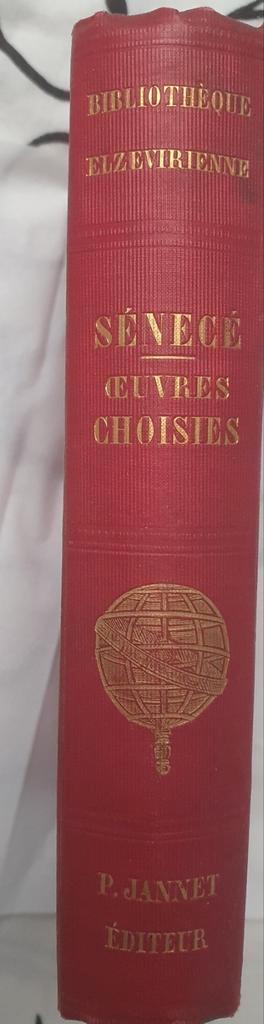 BIBLIOTHÈQUE
ELZEVIRIENNE
SÉNECÉ
ŒUVRES
CHOISIES
P. JANNET
ÉDITEUR